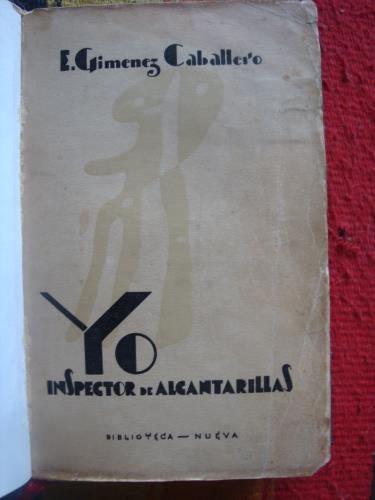 E. Gimenez Caballero
Yo
INSPECTOR DE ALCANTARILLAS
BIBLIOTECA — NUEVA